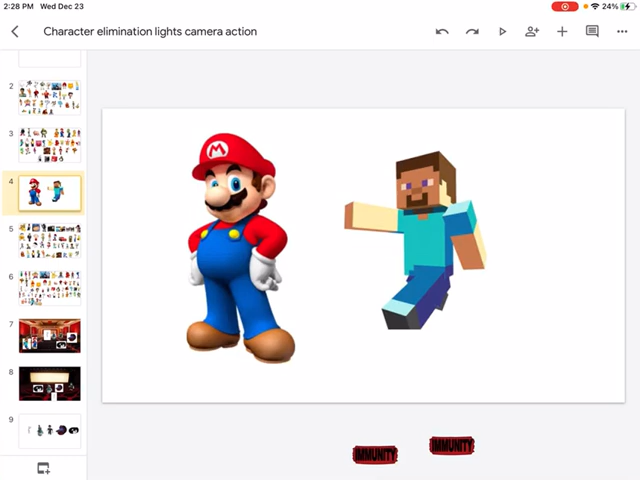 2:28 PM Wed Dec 23
24%
Character elimination lights camera action
2
3
4
5
6
7
8
9
M
IMMUNITY
IMMUNITY